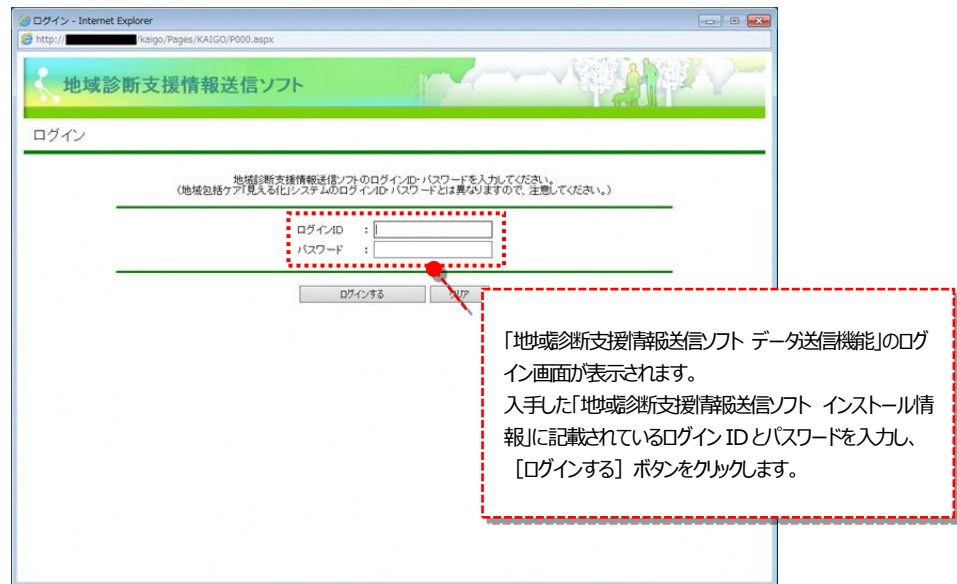 ログイン - Internet Explorer
http:// /kaigo/Pages/KAIGO/P000.aspx
地域診断支援情報送信ソフト
ログイン
地域診断支援情報送信ソフトのログインID・パスワードを入力してください。
(地域包括ケア「見える化」システムのログインID・パスワードとは異なりますので、注意してください。)
ログインID :
パスワード :
ログインする クリア
「地域診断支援情報送信ソフト データ送信機能」のログ
イン画面が表示されます。
入手した「地域診断支援情報送信ソフト インストール情
報」に記載されているログイン ID とパスワードを入力し、
［ログインする］ボタンをクリックします。